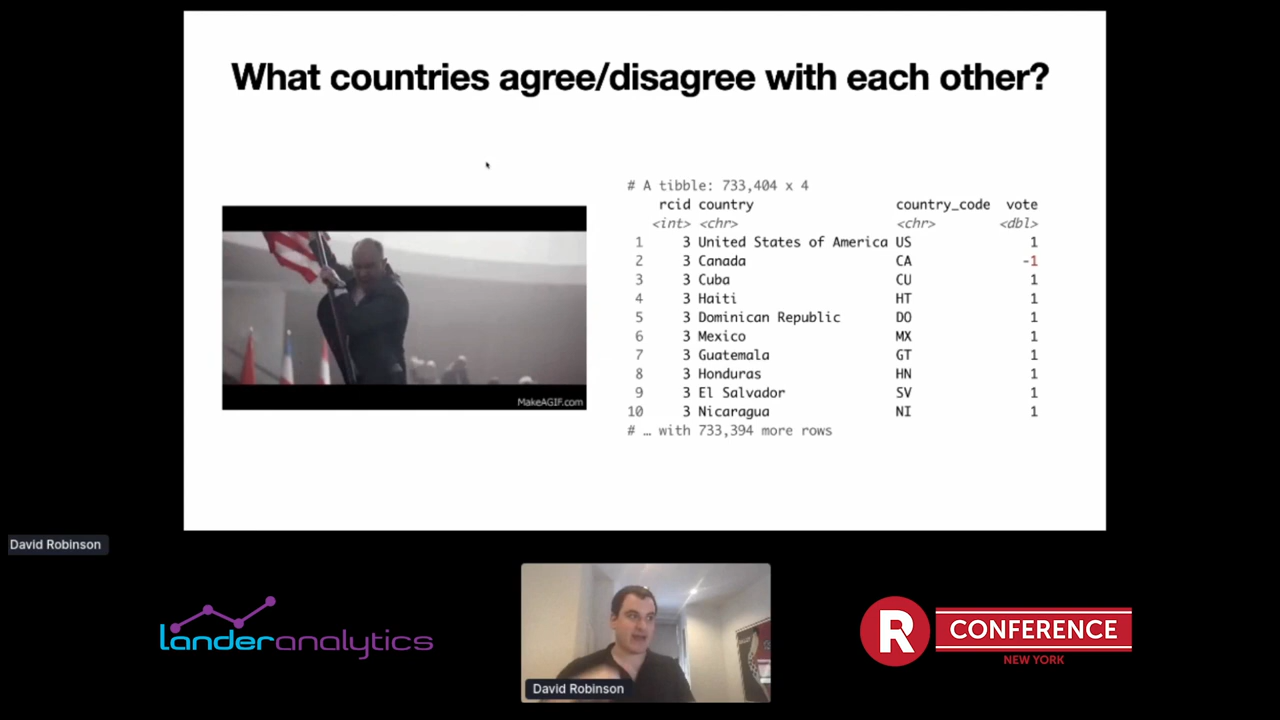 What countries agree/disagree with each other?
# A tibble: 733,404 x 4
rcid country country_code vote
<int> <chr> <chr> <dbl>
1 3 United States of America US 1
2 3 Canada CA -1
3 3 Cuba CU 1
4 3 Haiti HT 1
5 3 Dominican Republic DO 1
6 3 Mexico MX 1
7 3 Guatemala GT 1
8 3 Honduras HN 1
9 3 El Salvador SV 1
10 3 Nicaragua NI 1
# … with 733,394 more rows
MakeAGIF.com
David Robinson
landeranalytics
David Robinson
R CONFERENCE
NEW YORK